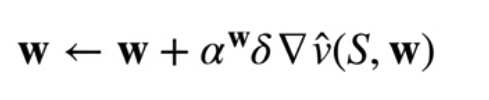 𝐰 ← 𝐰 + α^𝐰 δ ∇ v̂(S, 𝐰)